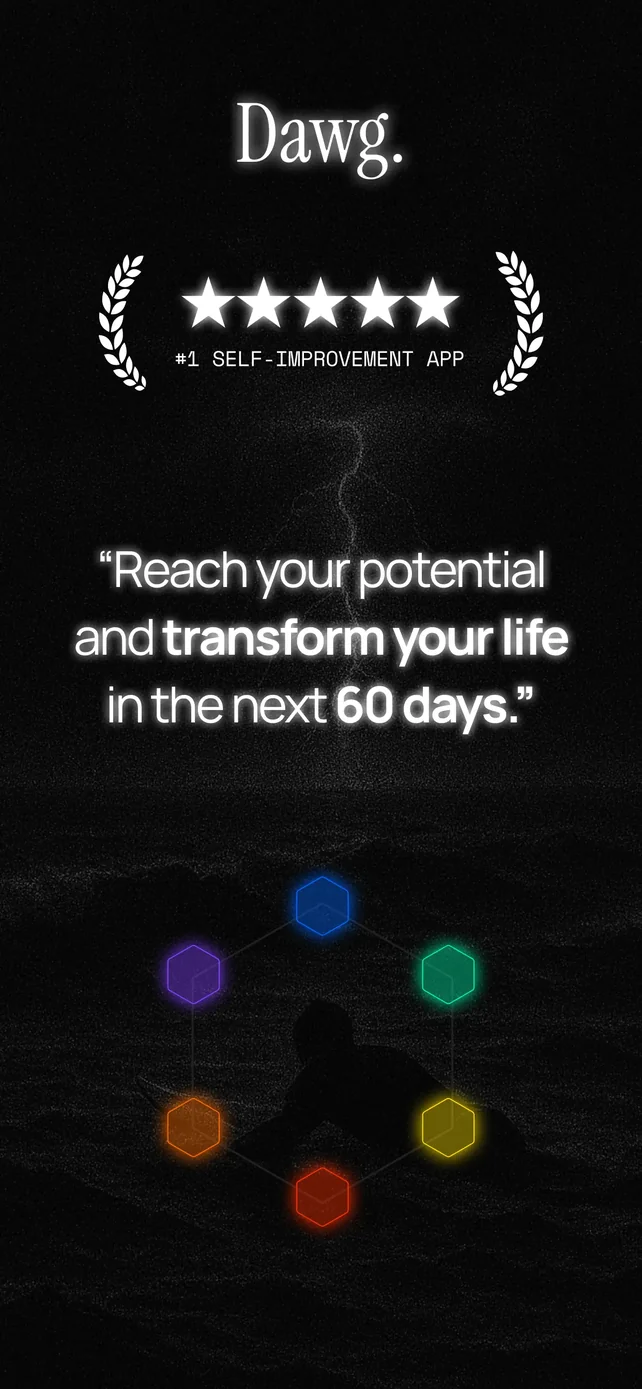 Dawg.
#1 SELF-IMPROVEMENT APP
“Reach your potential
and transform your life
in the next 60 days.”